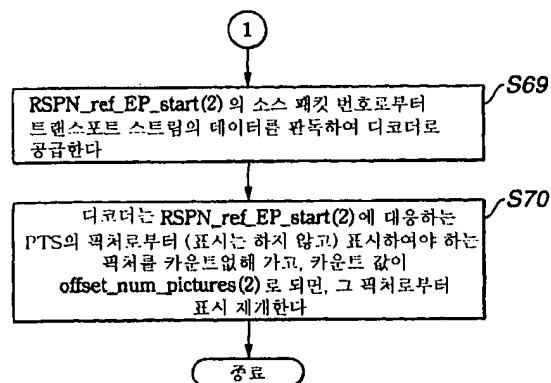 1
S69
RSPN_ref_EP_start(2) 의 소스 패킷 번호로부터
트랜스포트 스트림의 데이터를 판독하여 디코더로
공급한다
S70
디코더는 RSPN_ref_EP_start(2) 에 대응하는
PTS의 픽처로부터 (표시는 하지 않고) 표시하여야 하는
픽처를 카운트업해 가고, 카운트 값이
offset_num_pictures(2) 로 되면, 그 픽처로부터
표시 재개한다
종료